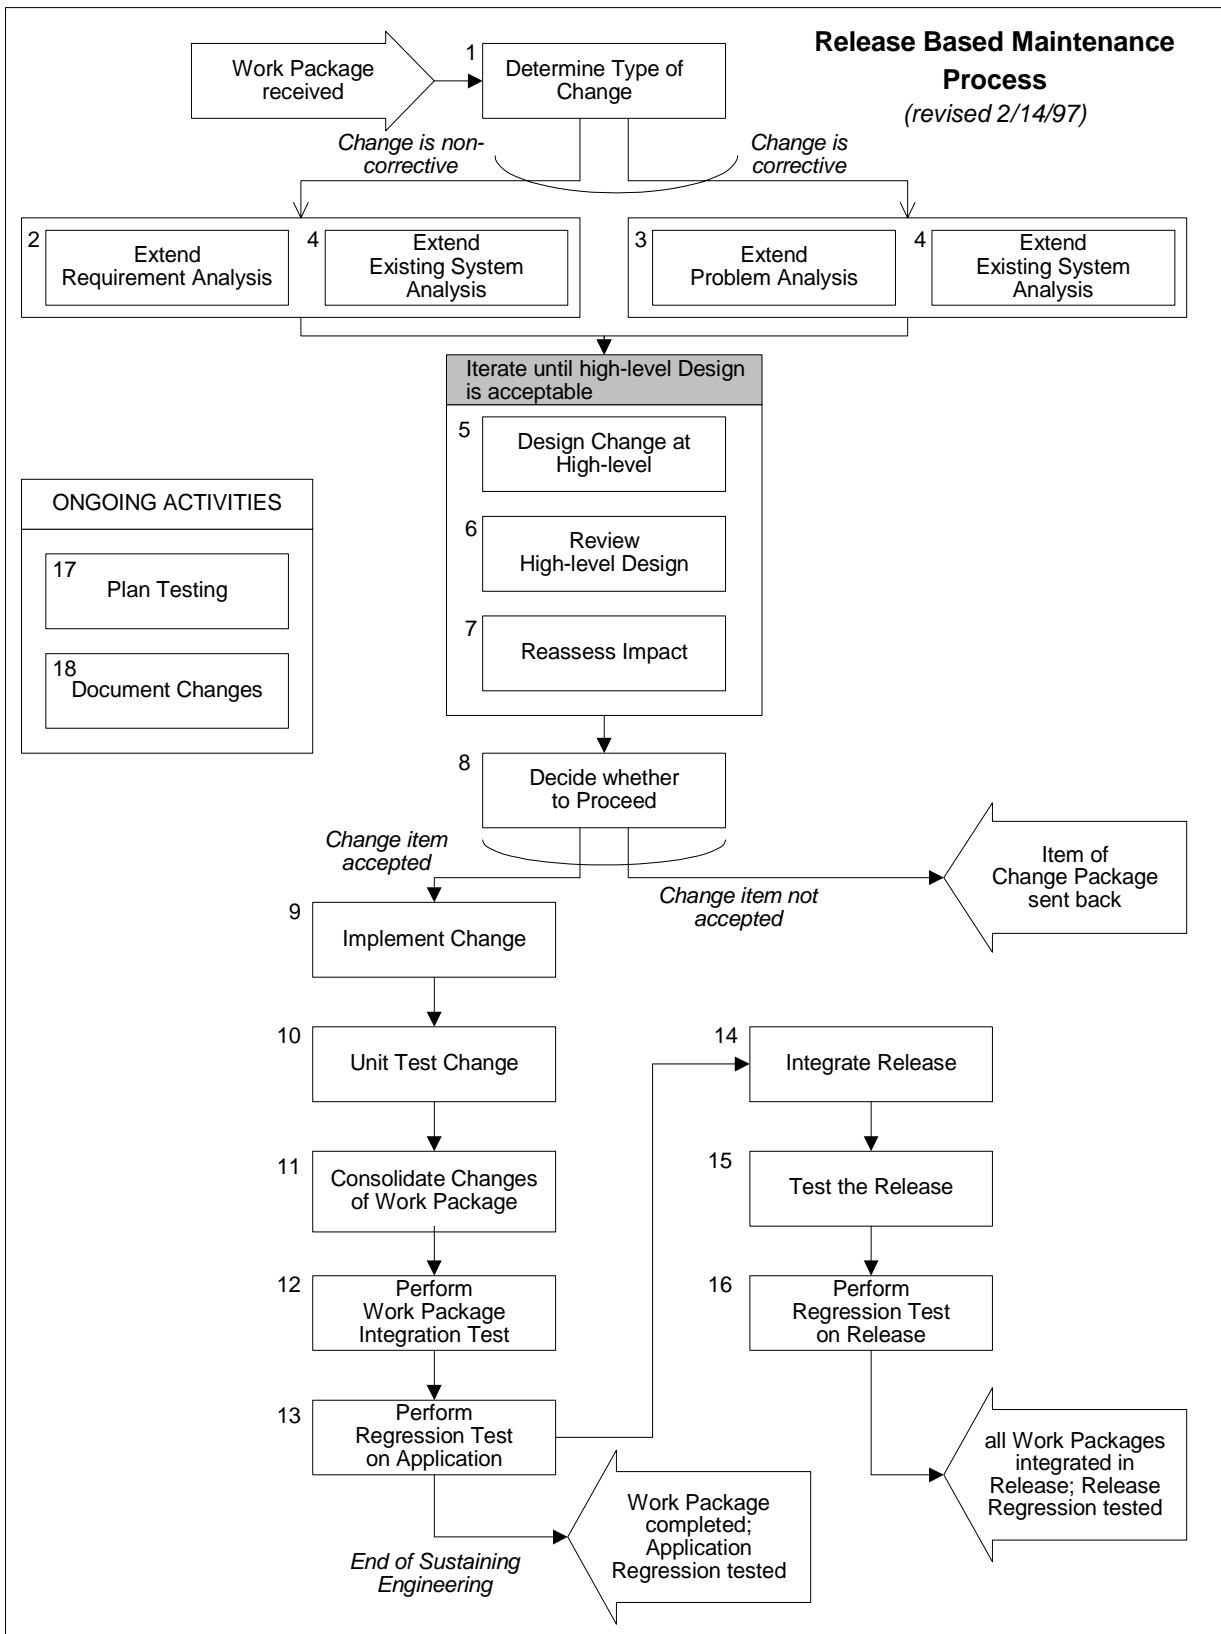 Release Based Maintenance
Process
(revised 2/14/97)
Work Package
received
1
Determine Type of
Change
Change is non-
corrective
Change is
corrective
2
Extend
Requirement Analysis
4
Extend
Existing System
Analysis
3
Extend
Problem Analysis
4
Extend
Existing System
Analysis
Iterate until high-level Design
is acceptable
5
Design Change at
High-level
6
Review
High-level Design
7
Reassess Impact
ONGOING ACTIVITIES
17
Plan Testing
18
Document Changes
8
Decide whether
to Proceed
Change item
accepted
Change item not
accepted
Item of
Change Package
sent back
9
Implement Change
10
Unit Test Change
11
Consolidate Changes
of Work Package
12
Perform
Work Package
Integration Test
13
Perform
Regression Test
on Application
14
Integrate Release
15
Test the Release
16
Perform
Regression Test
on Release
all Work Packages
integrated in
Release; Release
Regression tested
Work Package
completed;
Application
Regression tested
End of Sustaining
Engineering